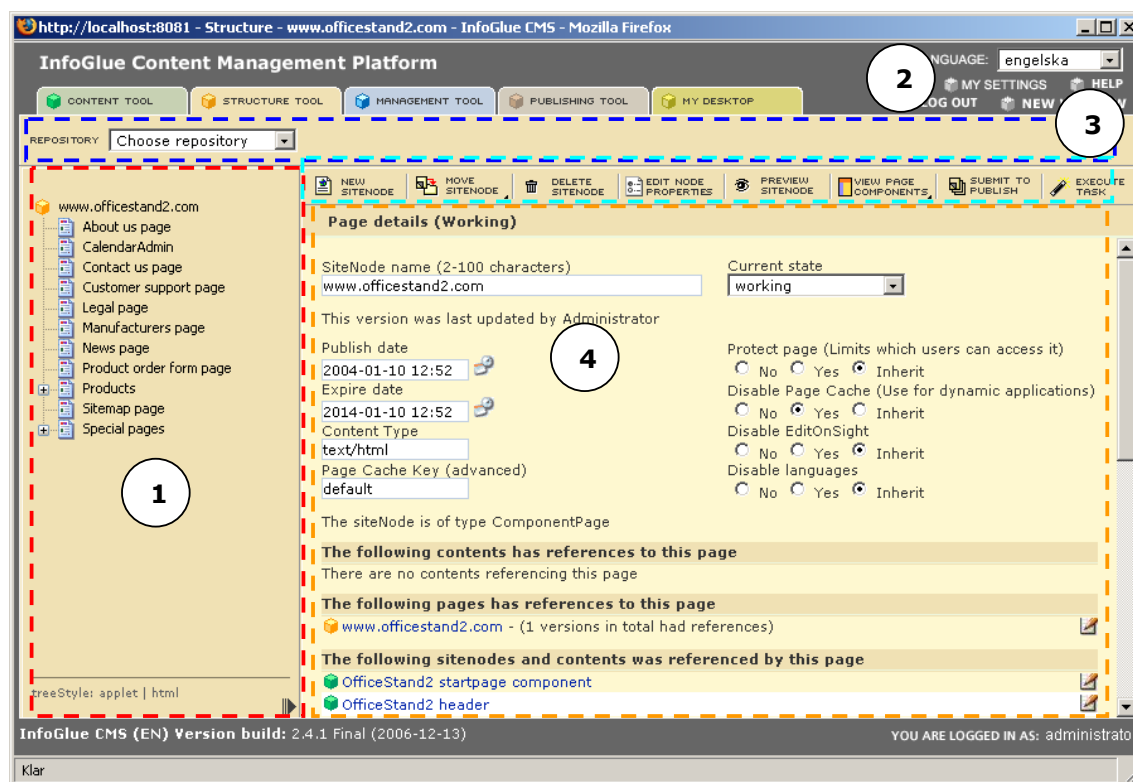 http://localhost:8081 - Structure - www.officestand2.com - InfoGlue CMS - Mozilla Firefox
InfoGlue Content Management Platform
NGUAGE: engelska
2
MY SETTINGS HELP
LOG OUT NEW
CONTENT TOOL STRUCTURE TOOL MANAGEMENT TOOL PUBLISHING TOOL MY DESKTOP
3
REPOSITORY Choose repository
NEW SITENODE
MOVE SITENODE
DELETE SITENODE
EDIT NODE PROPERTIES
PREVIEW SITENODE
VIEW PAGE COMPONENTS
SUBMIT TO PUBLISH
EXECUTE TASK
www.officestand2.com
About us page
CalendarAdmin
Contact us page
Customer support page
Legal page
Manufacturers page
News page
Product order form page
Products
Sitemap page
Special pages
1
treeStyle: applet | html
Page details (Working)
SiteNode name (2-100 characters)
www.officestand2.com
Current state
working
This version was last updated by Administrator
4
Publish date
2004-01-10 12:52
Expire date
2014-01-10 12:52
Content Type
text/html
Page Cache Key (advanced)
default
Protect page (Limits which users can access it)
No Yes Inherit
Disable Page Cache (Use for dynamic applications)
No Yes Inherit
Disable EditOnSight
No Yes Inherit
Disable languages
No Yes Inherit
The siteNode is of type ComponentPage
The following contents has references to this page
There are no contents referencing this page
The following pages has references to this page
www.officestand2.com - (1 versions in total had references)
The following sitenodes and contents was referenced by this page
OfficeStand2 startpage component
OfficeStand2 header
InfoGlue CMS (EN) Version build: 2.4.1 Final (2006-12-13)
YOU ARE LOGGED IN AS: administrato
Klar